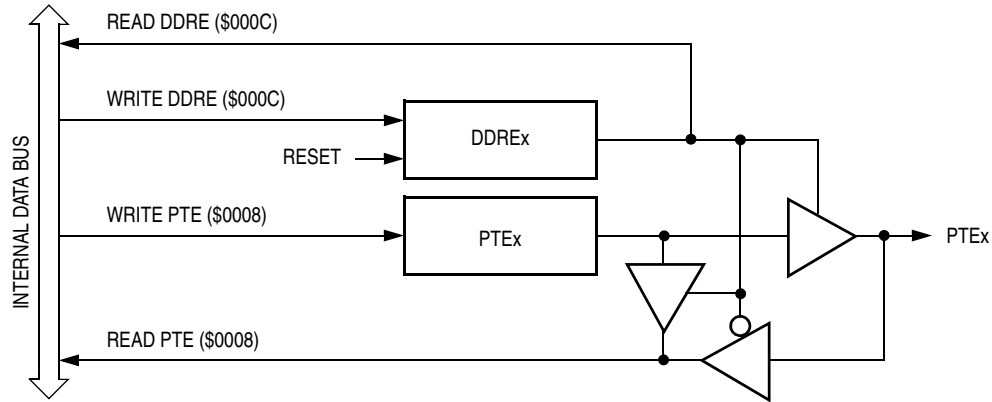 READ DDRE ($000C)
WRITE DDRE ($000C)
DDREx
RESET
INTERNAL DATA BUS
WRITE PTE ($0008)
PTEx
PTEx
READ PTE ($0008)